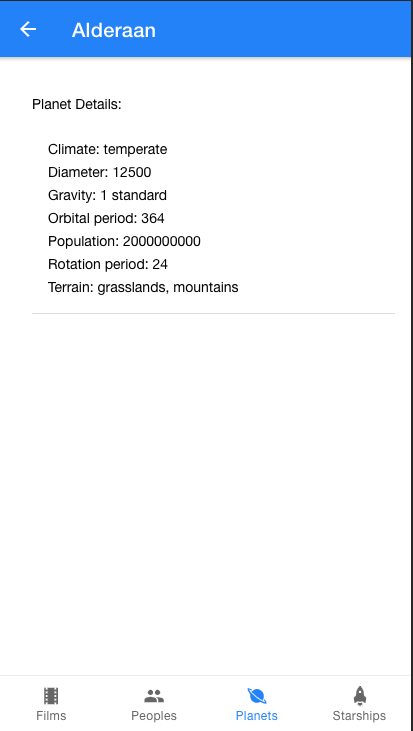 Alderaan
Planet Details:
Climate: temperate
Diameter: 12500
Gravity: 1 standard
Orbital period: 364
Population: 2000000000
Rotation period: 24
Terrain: grasslands, mountains
Films
Peoples
Planets
Starships